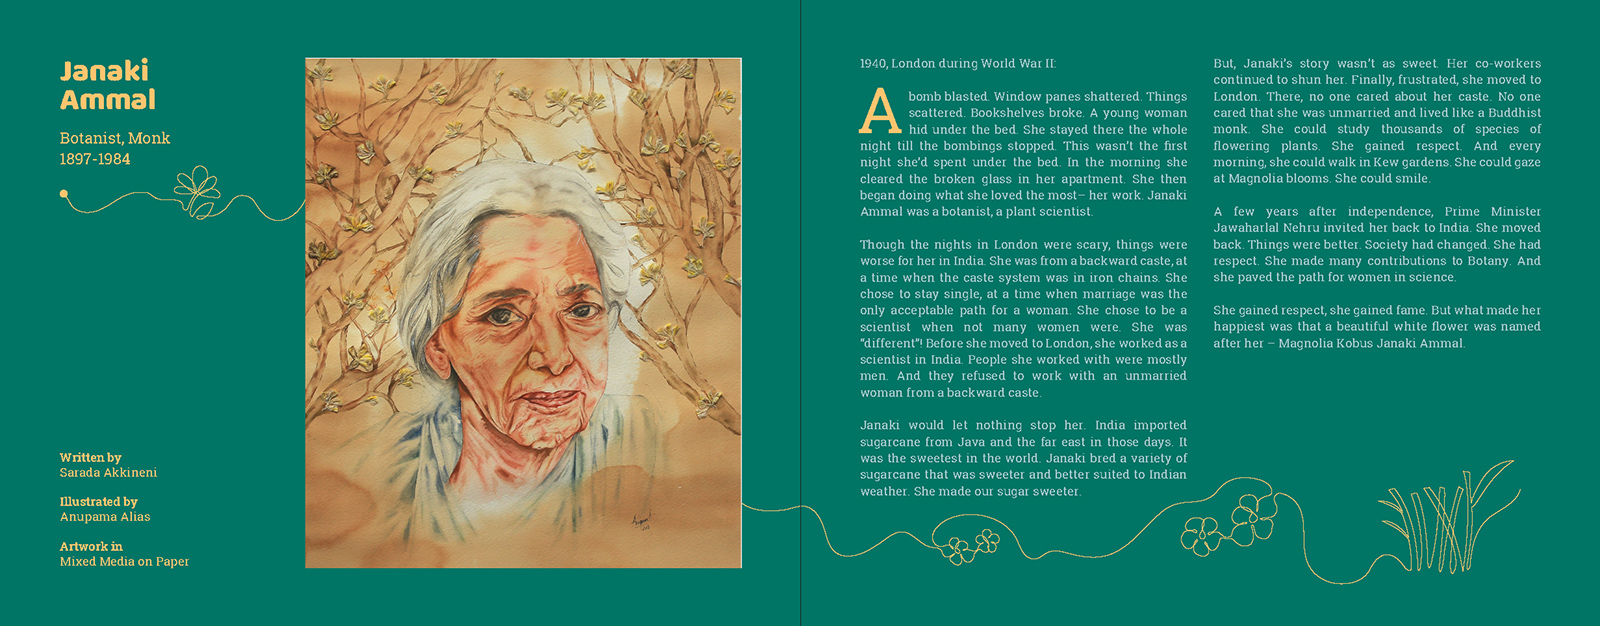 Janaki
Ammal
Botanist, Monk
1897-1984
Written by
Sarada Akkineni
Illustrated by
Anupama Alias
Artwork in
Mixed Media on Paper
1940, London during World War II:
A bomb blasted. Window panes shattered. Things
scattered. Bookshelves broke. A young woman
hid under the bed. She stayed there the whole
night till the bombings stopped. This wasn't the first
night she'd spent under the bed. In the morning she
cleared the broken glass in her apartment. She then
began doing what she loved the most– her work. Janaki
Ammal was a botanist, a plant scientist.
Though the nights in London were scary, things were
worse for her in India. She was from a backward caste, at
a time when the caste system was in iron chains. She
chose to stay single, at a time when marriage was the
only acceptable path for a woman. She chose to be a
scientist when not many women were. She was
"different"! Before she moved to London, she worked as a
scientist in India. People she worked with were mostly
men. And they refused to work with an unmarried
woman from a backward caste.
Janaki would let nothing stop her. India imported
sugarcane from Java and the far east in those days. It
was the sweetest in the world. Janaki bred a variety of
sugarcane that was sweeter and better suited to Indian
weather. She made our sugar sweeter.
But, Janaki's story wasn't as sweet. Her co-workers
continued to shun her. Finally, frustrated, she moved to
London. There, no one cared about her caste. No one
cared that she was unmarried and lived like a Buddhist
monk. She could study thousands of species of
flowering plants. She gained respect. And every
morning, she could walk in Kew gardens. She could gaze
at Magnolia blooms. She could smile.
A few years after independence, Prime Minister
Jawaharlal Nehru invited her back to India. She moved
back. Things were better. Society had changed. She had
respect. She made many contributions to Botany. And
she paved the path for women in science.
She gained respect, she gained fame. But what made her
happiest was that a beautiful white flower was named
after her – Magnolia Kobus Janaki Ammal.